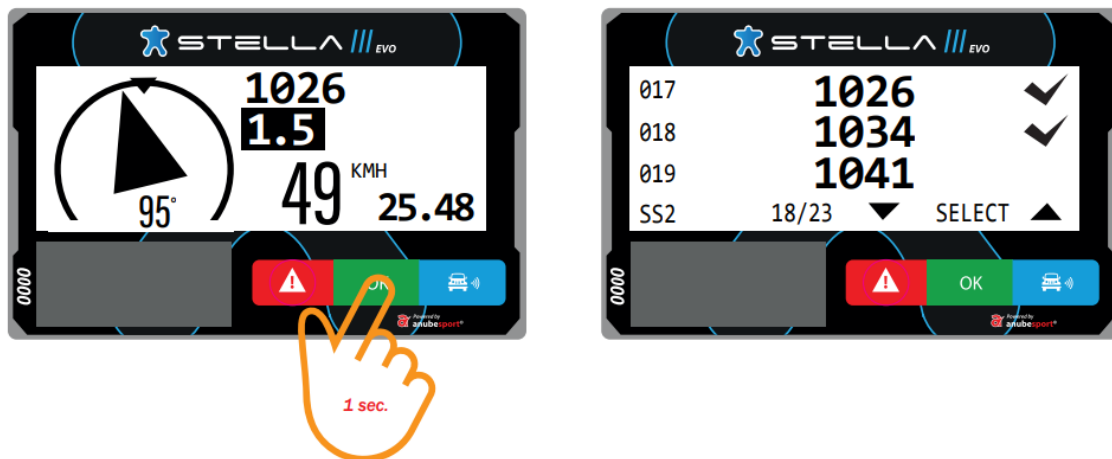 STELLA III EVO
1026
1.5
49 KMH
25.48
95°
0000
OK
Powered by
anubesport®
1 sec.
STELLA III EVO
017 1026
018 1034
019 1041
SS2 18/23 SELECT
0000
OK
Powered by
anubesport®